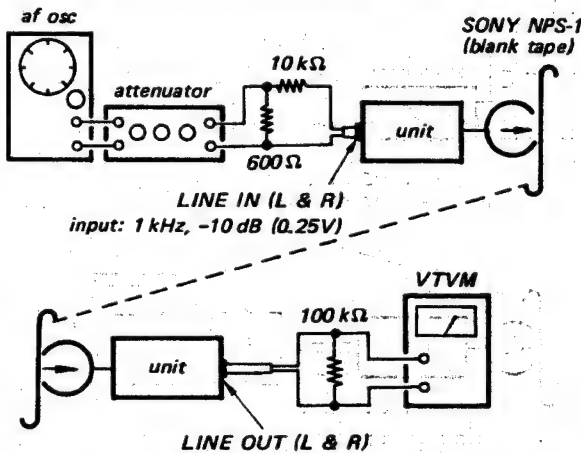 af osc
SONY NPS-1
(blank tape)
attenuator
10 kΩ
600 Ω
unit
LINE IN (L & R)
input: 1 kHz, -10 dB (0.25V)
VTVM
100 kΩ
unit
LINE OUT (L & R)